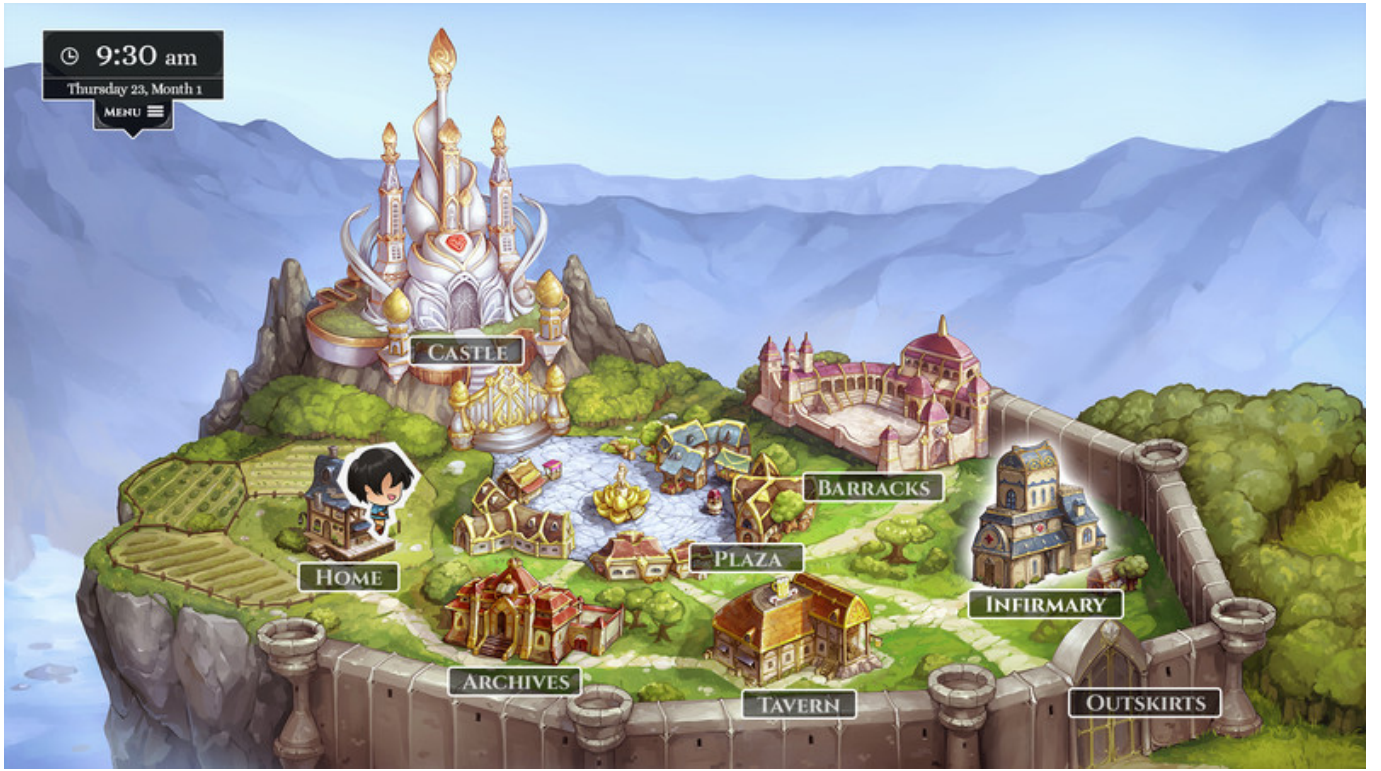 9:30 am
Thursday 23, Month 1
MENU
CASTLE
BARRACKS
PLAZA
HOME
INFIRMARY
ARCHIVES
TAVERN
OUTSKIRTS